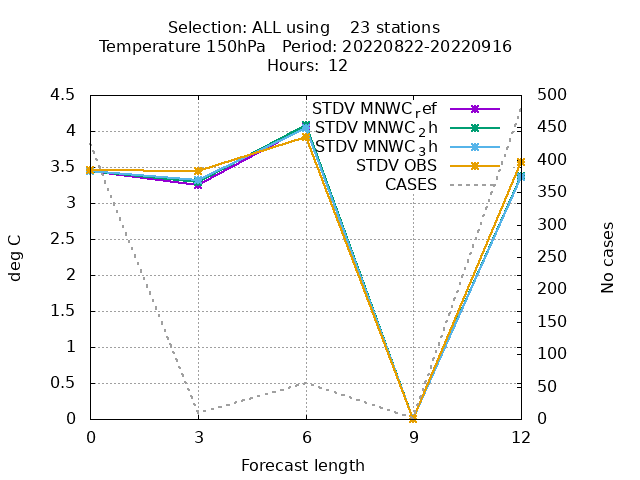 Selection: ALL using    23 stations
Temperature 150hPa   Period: 20220822-20220916
Hours:  12
STDV MNWC_ref
STDV MNWC_2h
STDV MNWC_3h
STDV OBS
CASES
4.5
4
3.5
3
2.5
2
1.5
1
0.5
0
500
450
400
350
300
250
200
150
100
50
0
deg C
No cases
0 3 6 9 12
Forecast length